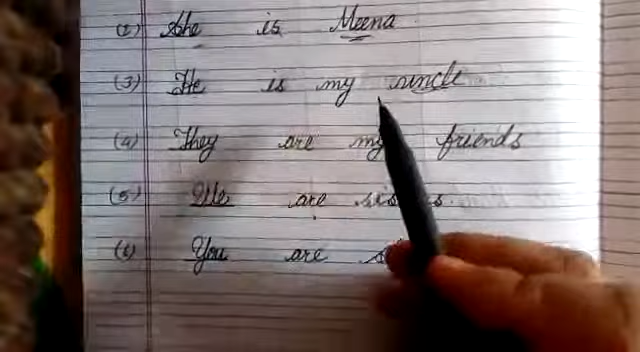 (2) She is Meena
(3) He is my uncle
(4) They are my friends
(5) We are
(6) You are